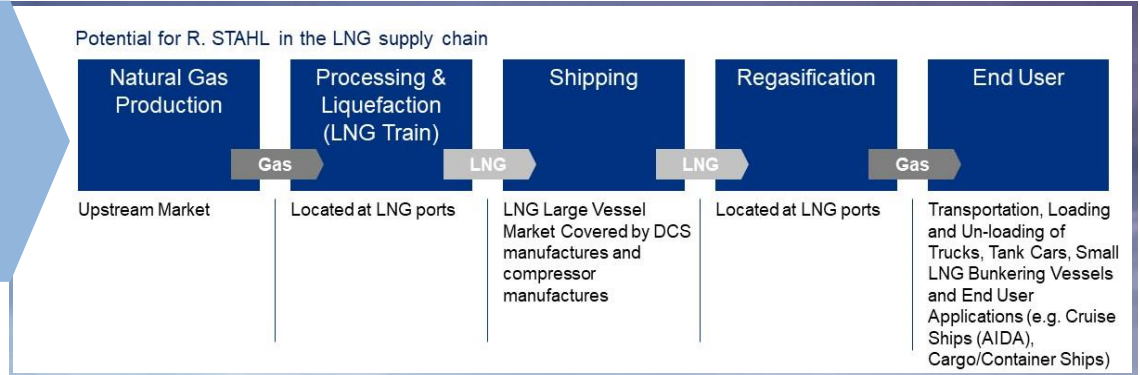 Potential for R. STAHL in the LNG supply chain
Natural Gas
Production
Gas
Processing &
Liquefaction
(LNG Train)
LNG
Shipping
LNG
Regasification
Gas
End User
Upstream Market
Located at LNG ports
LNG Large Vessel
Market Covered by DCS
manufactures and
compressor
manufactures
Located at LNG ports
Transportation, Loading
and Un-loading of
Trucks, Tank Cars, Small
LNG Bunkering Vessels
and End User
Applications (e.g. Cruise
Ships (AIDA),
Cargo/Container Ships)